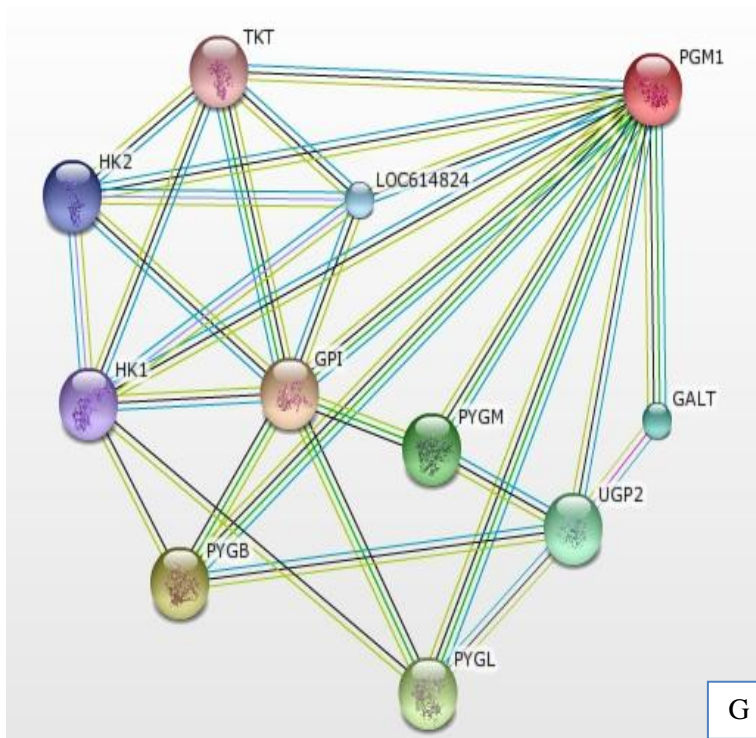 TKT
PGM1
HK2
LOC614824
HK1
GPI
PYGM
GALT
UGP2
PYGB
PYGL
G